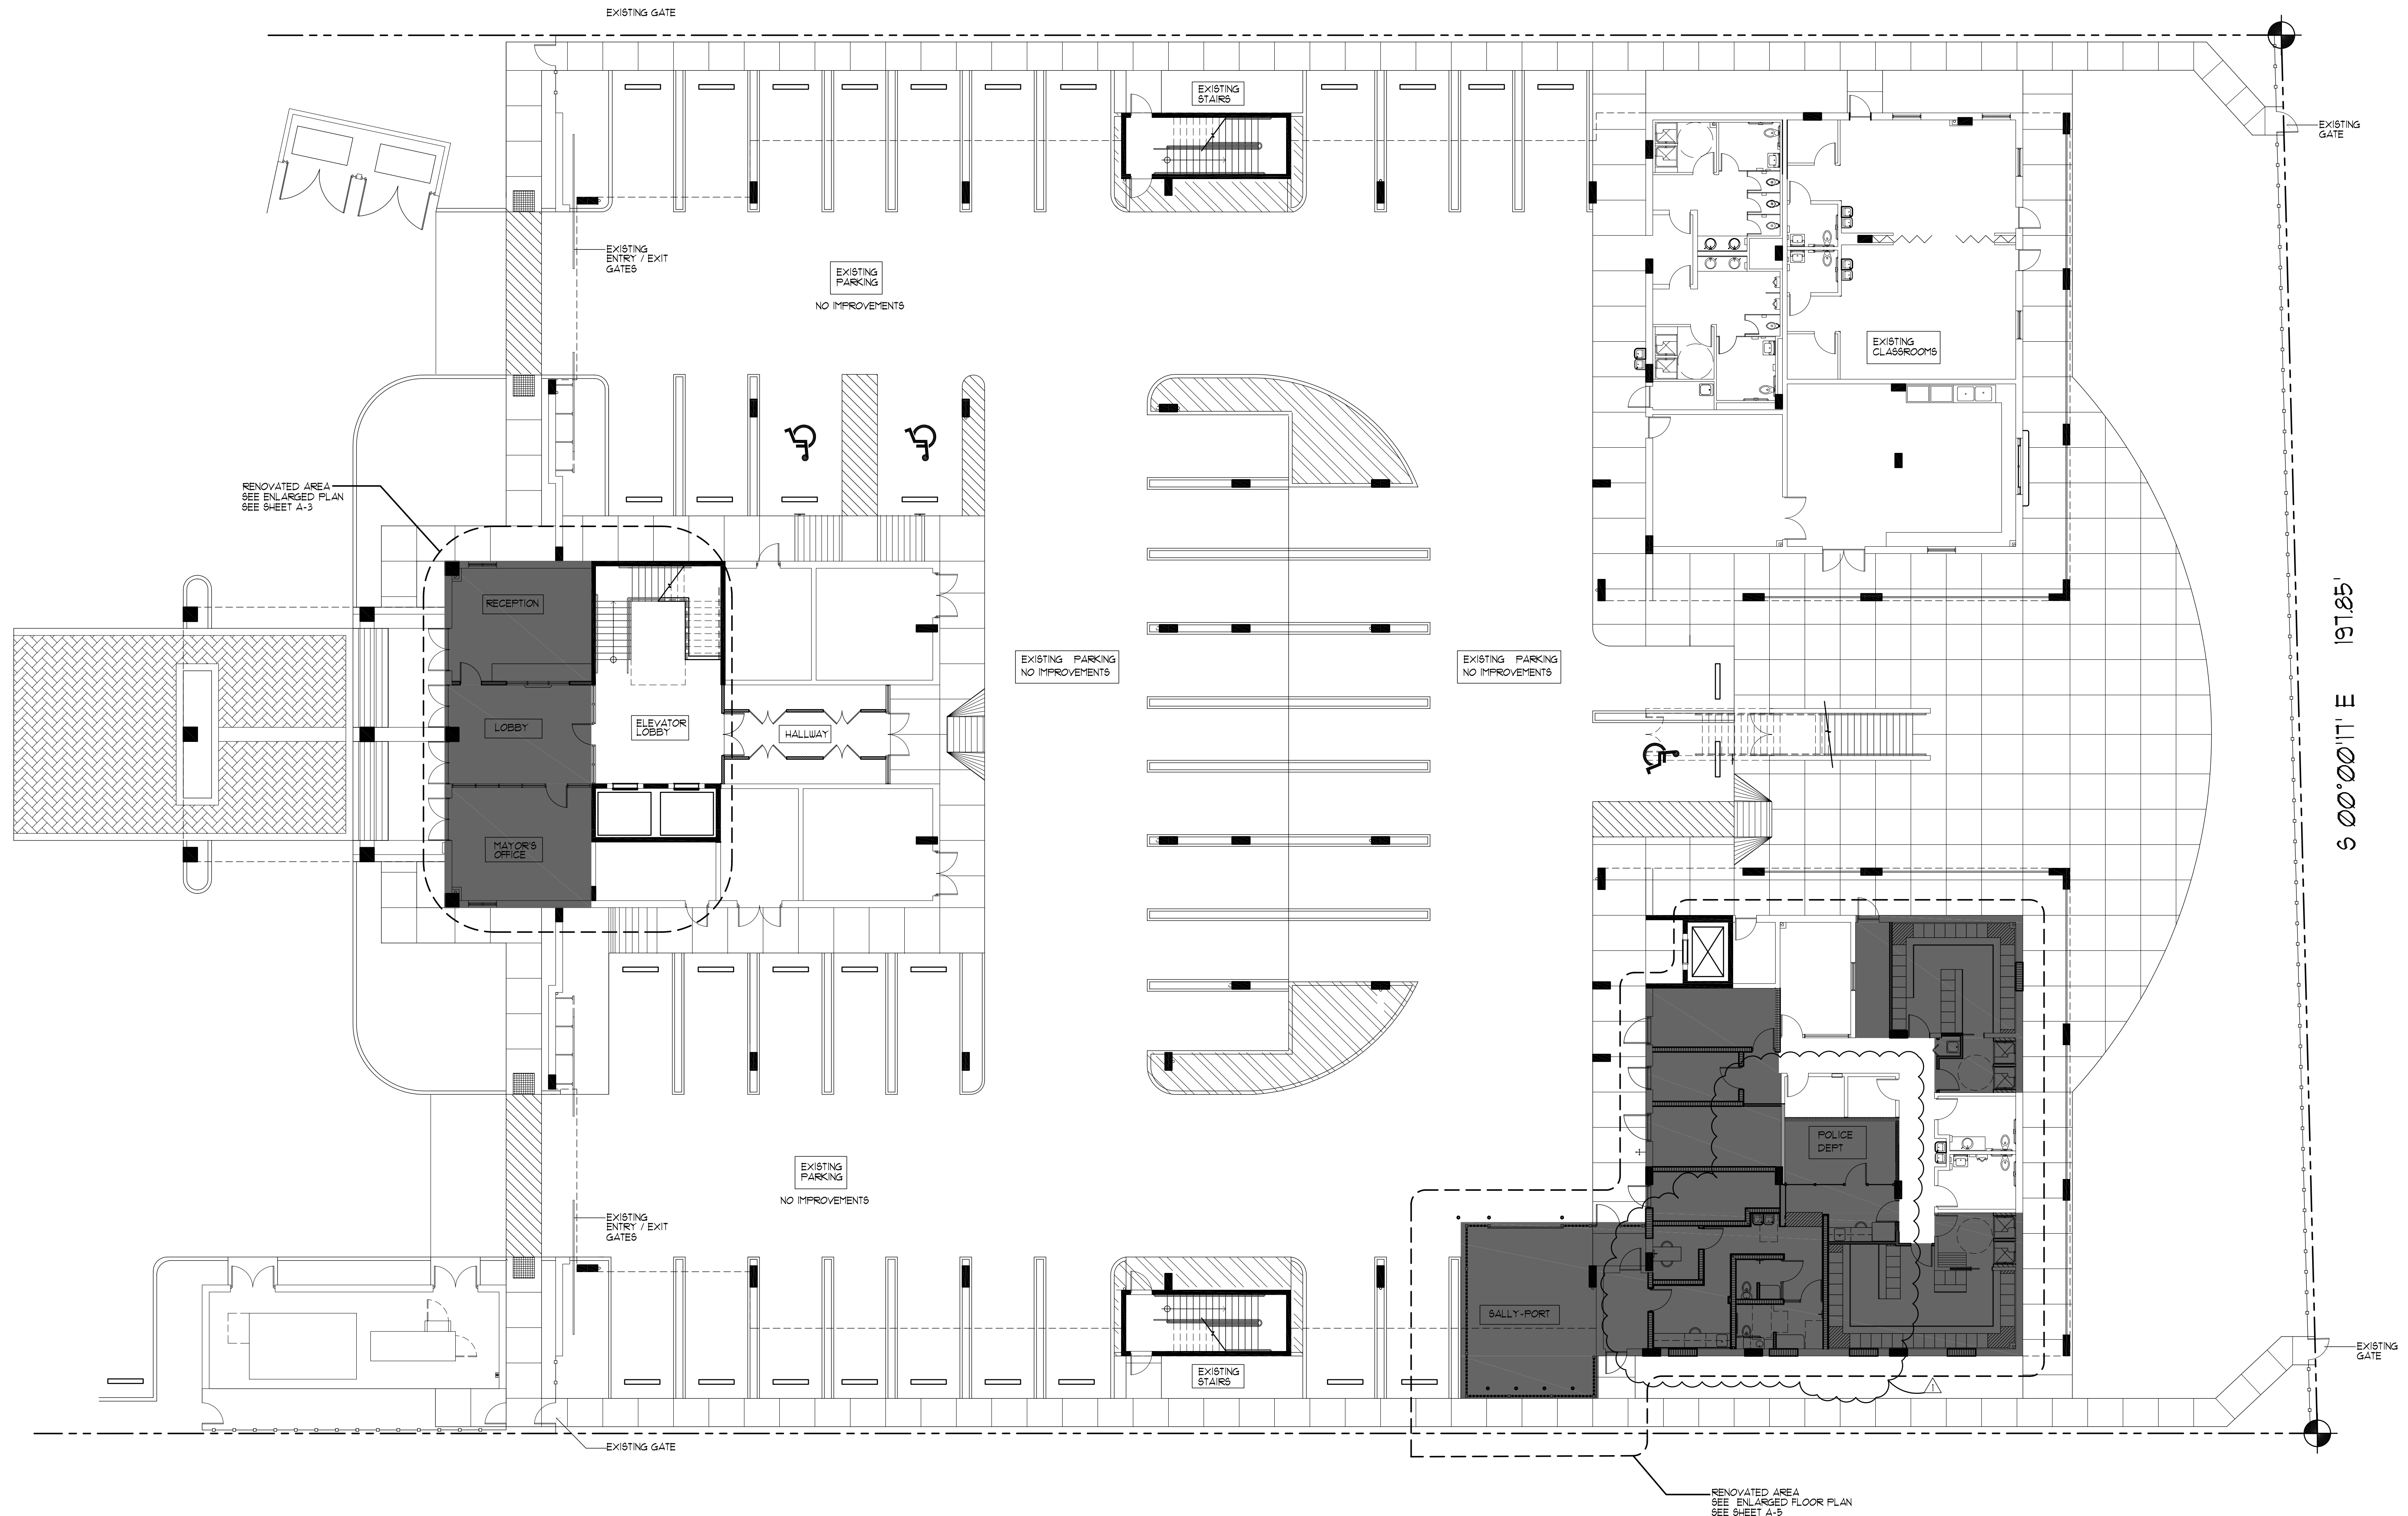 EXISTING GATE
EXISTING
STAIRS
EXISTING
GATE
EXISTING
ENTRY / EXIT
GATES
EXISTING
PARKING
NO IMPROVEMENTS
EXISTING
CLASSROOMS
RENOVATED AREA
SEE ENLARGED PLAN
SEE SHEET A-3
RECEPTION
LOBBY
ELEVATOR
LOBBY
HALLWAY
MAYOR'S
OFFICE
EXISTING PARKING
NO IMPROVEMENTS
EXISTING PARKING
NO IMPROVEMENTS
S 00°00'17" E 197.85'
POLICE
DEPT
EXISTING
PARKING
NO IMPROVEMENTS
EXISTING
ENTRY / EXIT
GATES
SALLY-PORT
EXISTING
STAIRS
EXISTING
GATE
1
EXISTING GATE
RENOVATED AREA
SEE ENLARGED FLOOR PLAN
SEE SHEET A-5